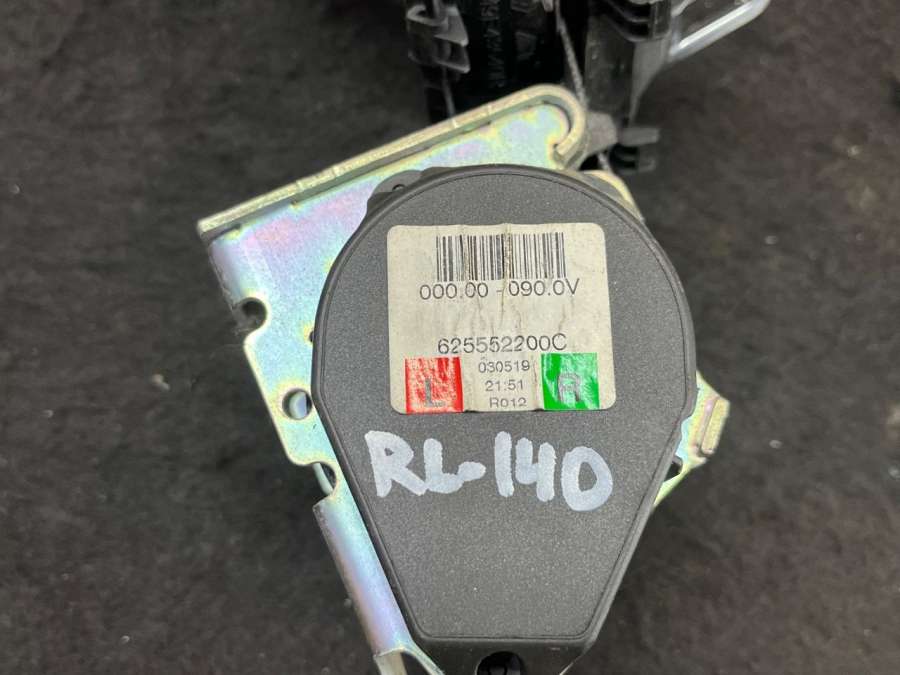 000.00 - 090.0V
625552200C
L
030519
R
21:51
R012
RL-140